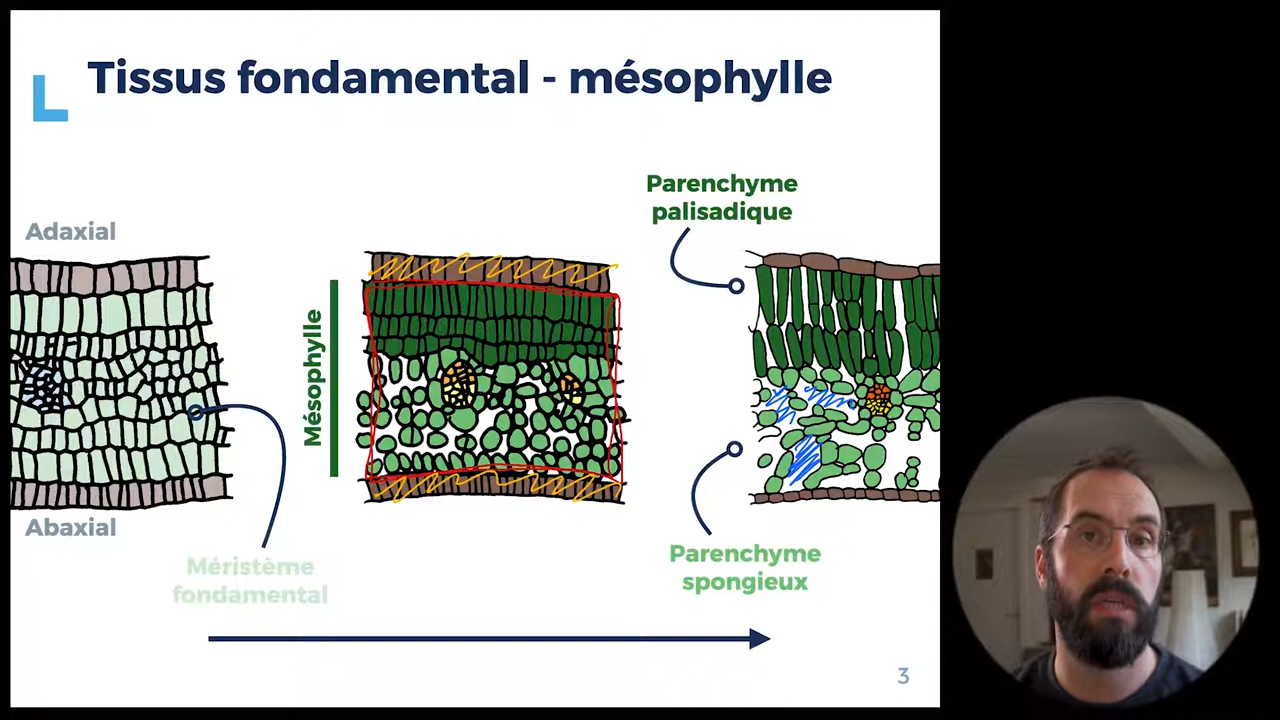 Tissus fondamental - mésophylle
Parenchyme
palisadique
Adaxial
Mésophylle
Abaxial
Méristème
fondamental
Parenchyme
spongieux
3